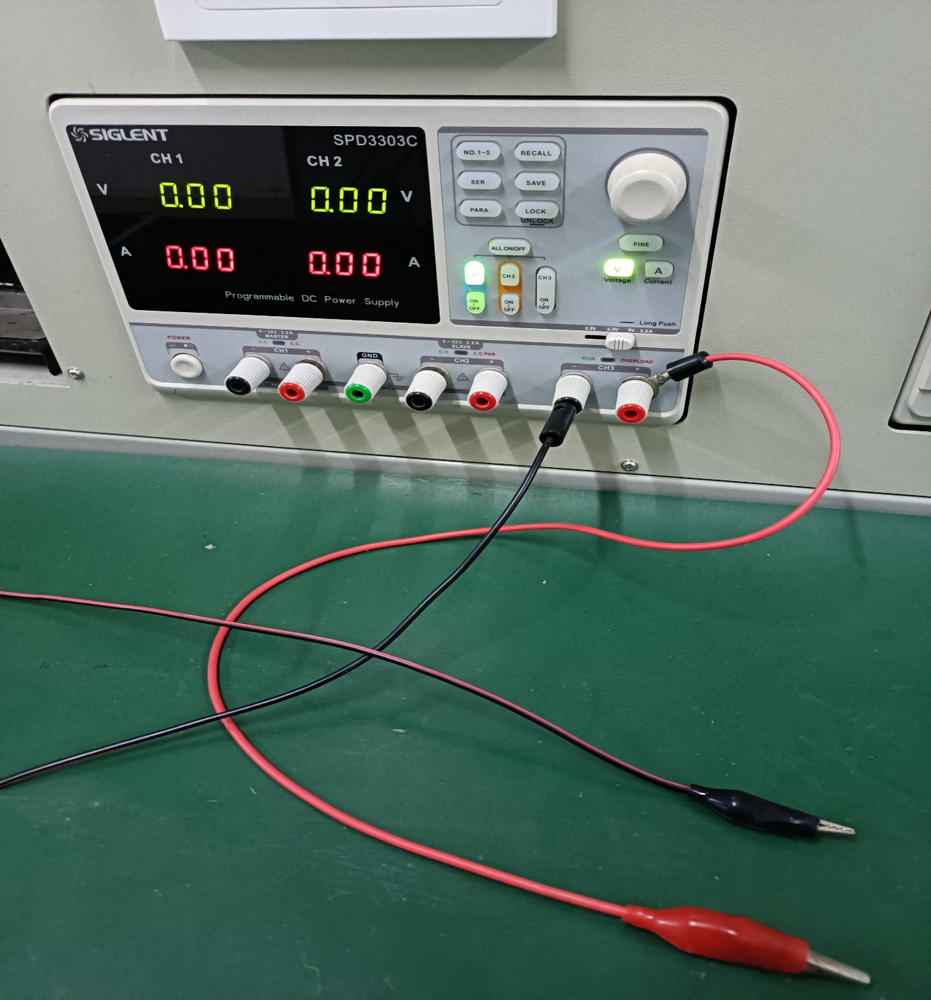 SIGLENT
SPD3303C
CH 1
CH 2
V
0.00
0.00
V
A
0.00
0.00
A
Programmable DC Power Supply
NO.1~5
RECALL
SER
SAVE
PARA
LOCK
UNLOCK
ALL ON/OFF
CH2
CH3
ON/OFF
ON/OFF
ON/OFF
FINE
V
A
Voltage
Current
: Long Push
2.5V 3.3V 5V 3.2A
POWER
0~32V, 3.2A
MASTER
C.V. C.C.
- CH1 +
GND
0~32V, 3.2A
SLAVE
C.V. C.C.PAR
- CH2 +
RUN OVERLOAD
- CH3 +